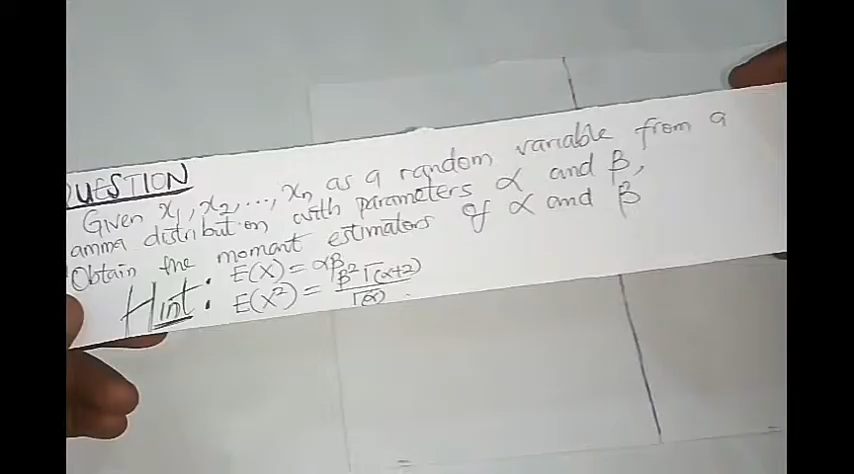 QUESTION
Given x₁, x₂, ..., xₙ as a random variable from a
amma distribution with parameters α and β,
Obtain the moment estimators of α and β
Hint: E(X) = αβ
E(X²) = β² Γ(α+2) / Γ(α)